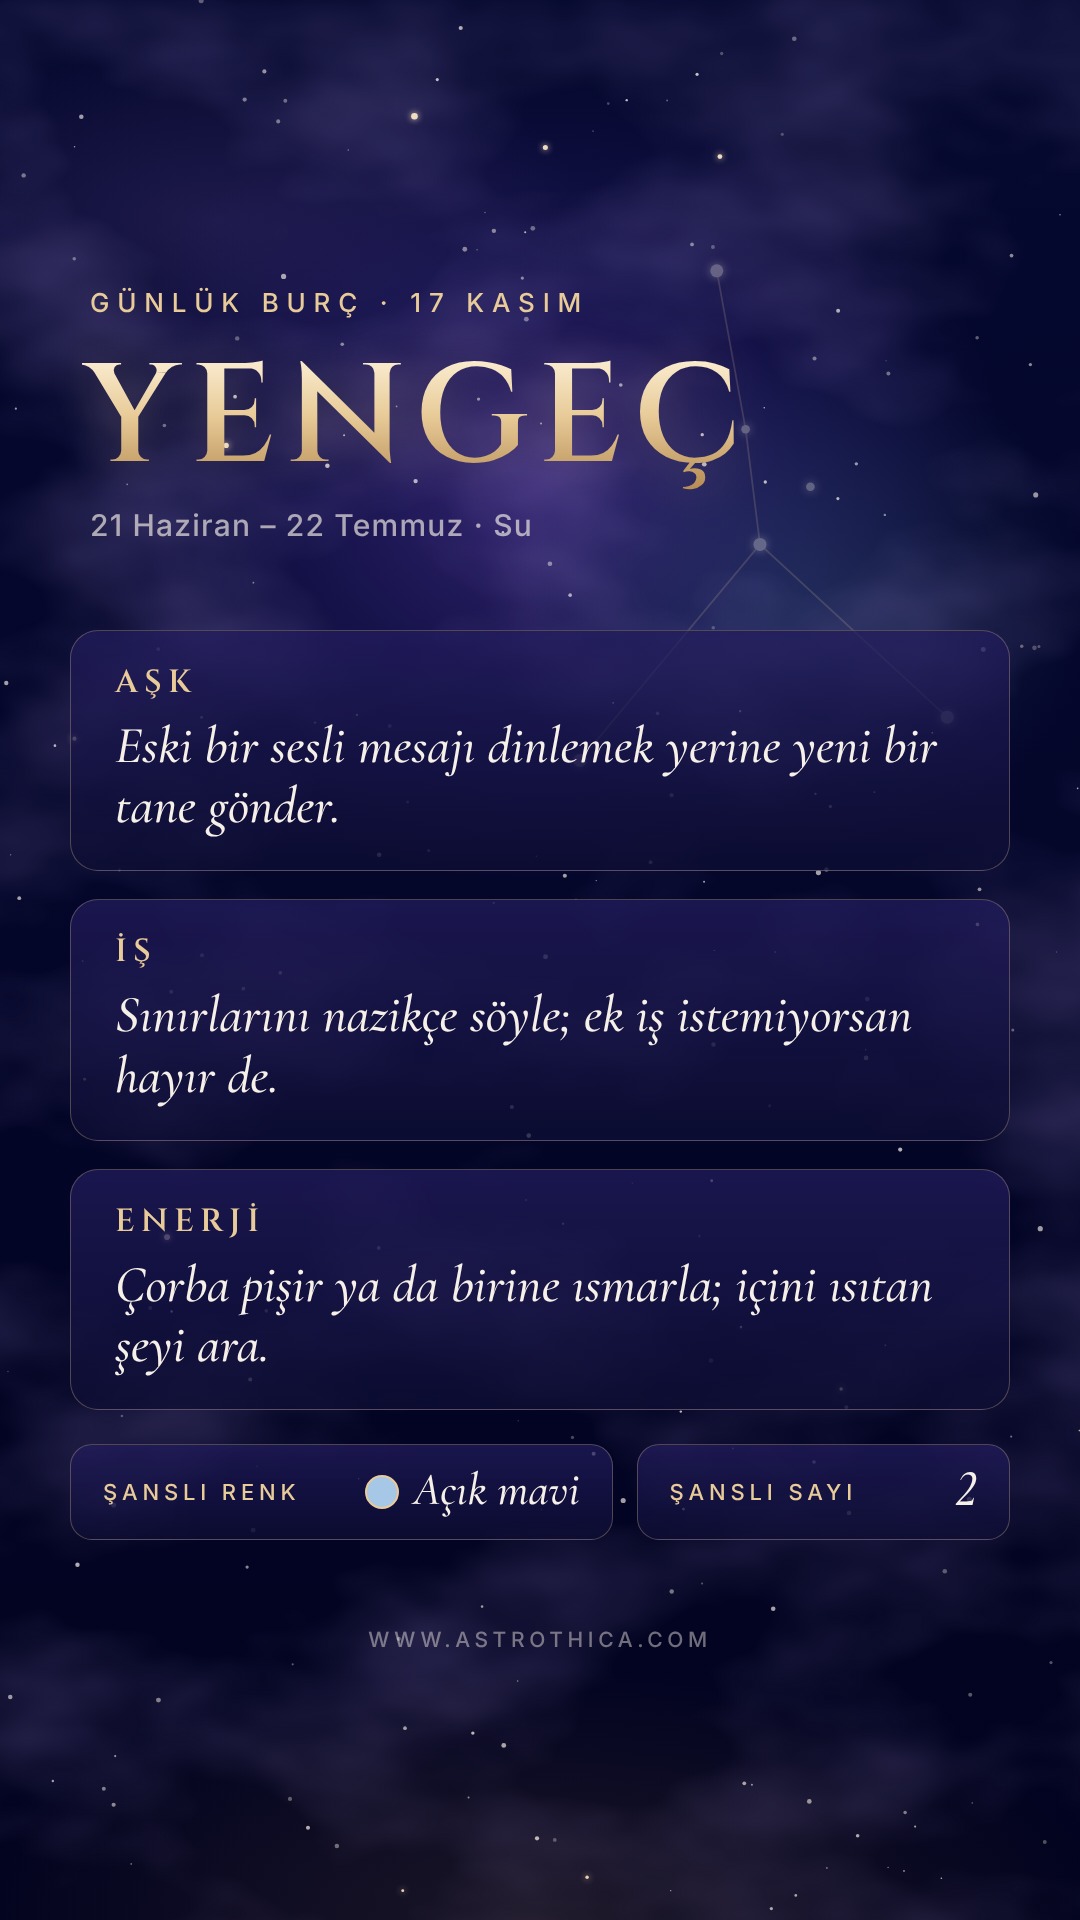 GÜNLÜK BURÇ · 17 KASIM
YENGEÇ
21 Haziran – 22 Temmuz · Su
AŞK
Eski bir sesli mesajı dinlemek yerine yeni bir
tane gönder.
İŞ
Sınırlarını nazikçe söyle; ek iş istemiyorsan
hayır de.
ENERJİ
Çorba pişir ya da birine ısmarla; içini ısıtan
şeyi ara.
ŞANSLI RENK Açık mavi ŞANSLI SAYI 2
WWW.ASTROTHICA.COM